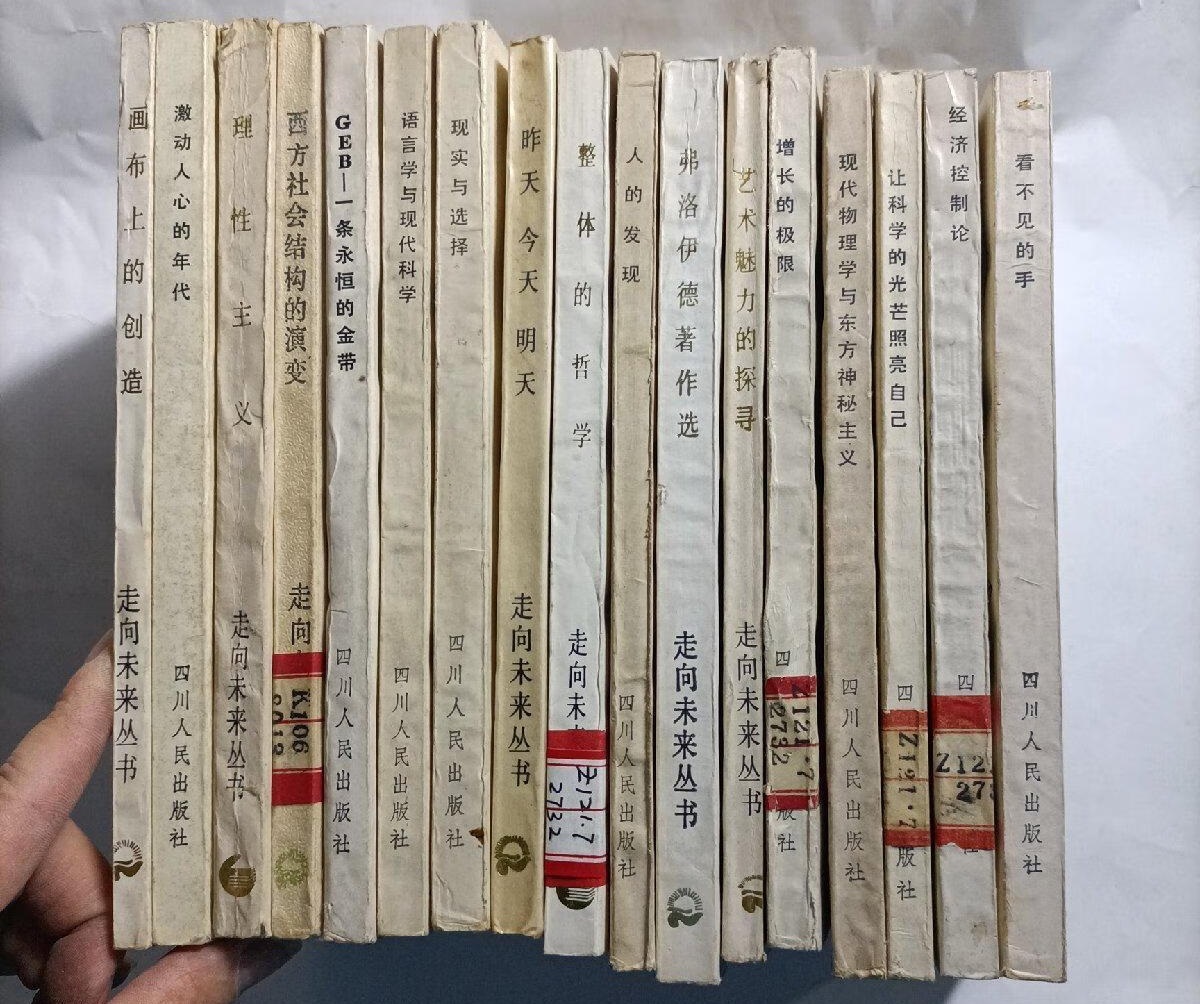 画布上的创造
走向未来丛书
激动人心的年代
四川人民出版社
理性主义
走向未来丛书
西方社会结构的演变
走向
K106
GEB—一条永恒的金带
四川人民出版社
语言学与现代科学
四川人民出版社
现实与选择
四川人民出版社
昨天今天明天
走向未来丛书
整体的哲学
走向未
Z121.7
2732
人的发现
四川人民出版社
弗洛伊德著作选
走向未来丛书
艺术魅力的探寻
走向未来丛书
增长的极限
四
Z121·7
2732
版社
现代物理学与东方神秘主义
四川人民出版社
让科学的光芒照亮自己
四
Z121·7
版社
经济控制论
四
Z12
273
社
看不见的手
四川人民出版社